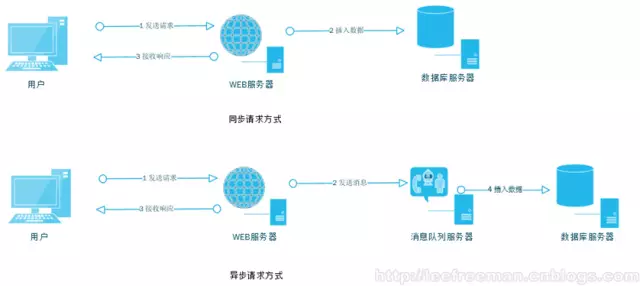 1 发送请求
2 插入数据
3 接收响应
用户
WEB服务器
数据库服务器
同步请求方式
1 发送请求
2 发送消息
4 插入数据
3 接收响应
用户
WEB服务器
消息队列服务器
数据库服务器
异步请求方式
http://leefreeman.cnblogs.com